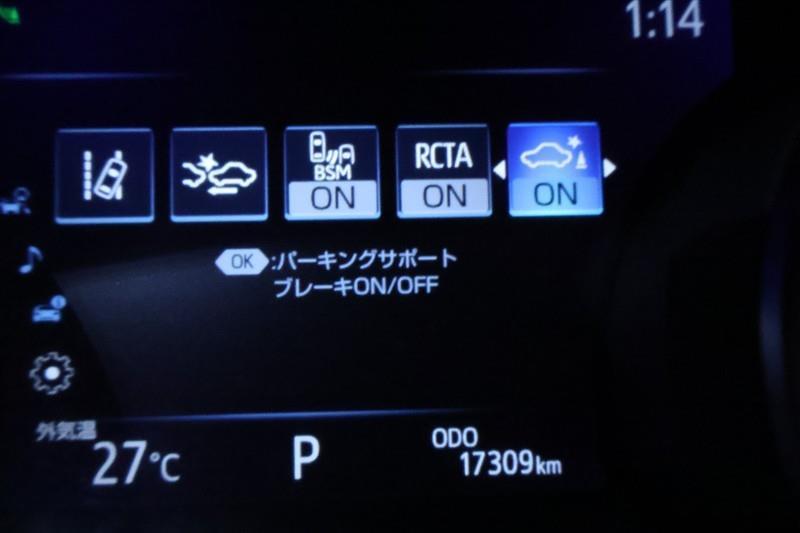 1:14
BSM
ON
RCTA
ON
ON
OK :パーキングサポート
ブレーキON/OFF
外気温
27℃
P
ODO
17309km